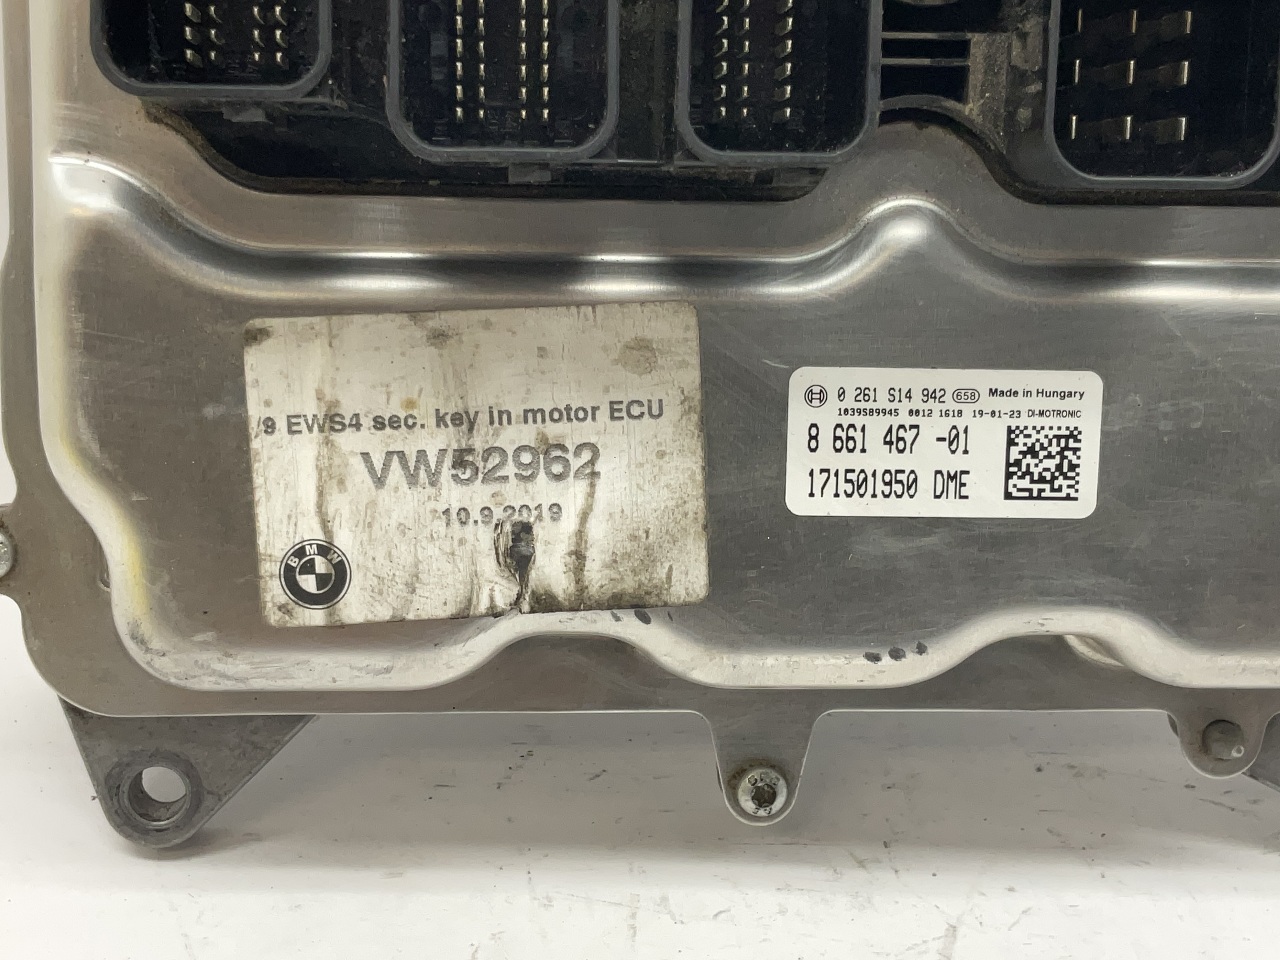 /9 EWS4 sec. key in motor ECU
VW52962
10.9.2019
BMW
0 261 S14 942 658 Made in Hungary
1039S89945 0012 1618 19-01-23 DI-MOTRONIC
8 661 467 -01
171501950 DME